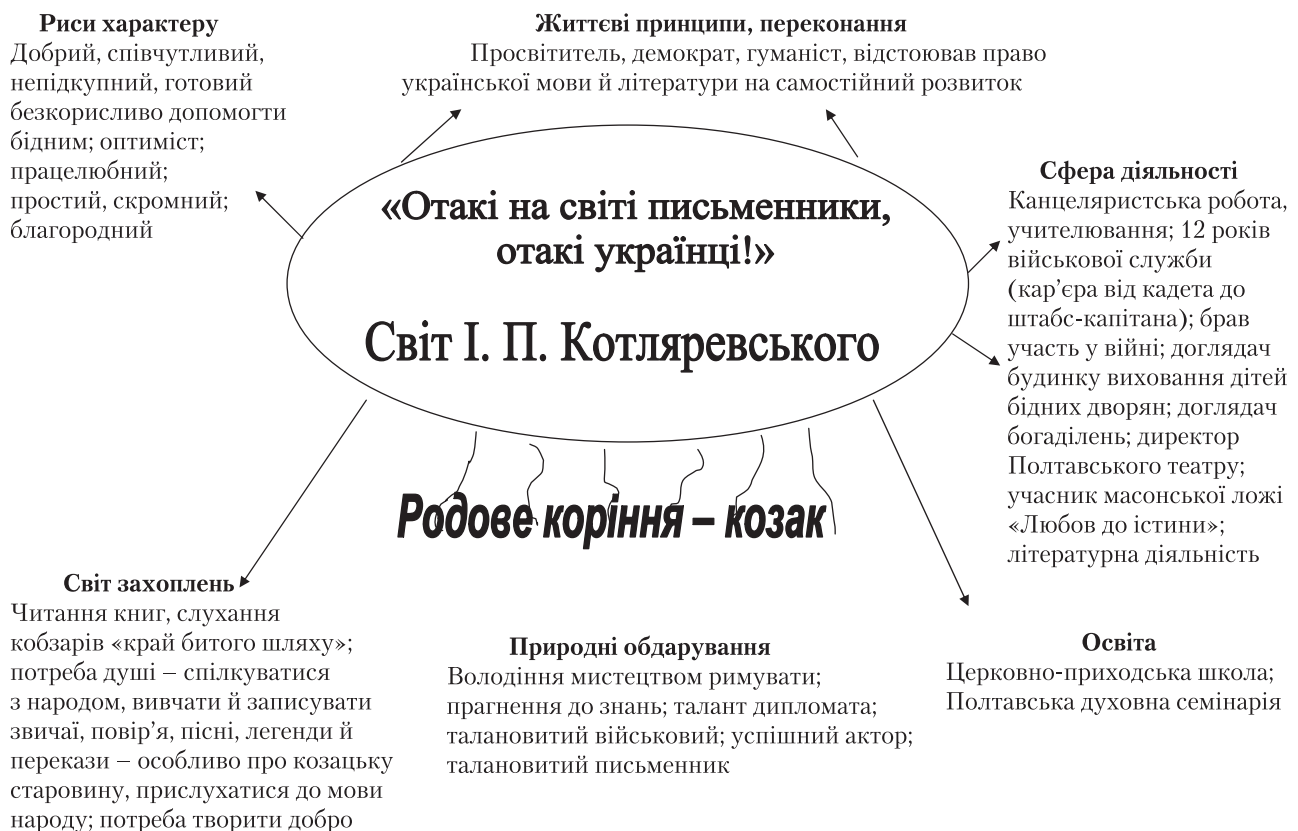 Риси характеру
Добрий, співчутливий,
непідкупний, готовий
безкорисливо допомогти
бідним; оптиміст;
працелюбний;
простий, скромний;
благородний
Життєві принципи, переконання
Просвітитель, демократ, гуманіст, відстоював право
української мови й літератури на самостійний розвиток
«Отакі на світі письменники,
отакі українці!»
Світ І. П. Котляревського
Сфера діяльності
Канцеляристська робота,
учителювання; 12 років
військової служби
(кар’єра від кадета до
штабс-капітана); брав
участь у війні; доглядач
будинку виховання дітей
бідних дворян; доглядач
богаділень; директор
Полтавського театру;
учасник масонської ложі
«Любов до істини»;
літературна діяльність
Родове коріння – козак
Світ захоплень
Читання книг, слухання
кобзарів «край битого шляху»;
потреба душі – спілкуватися
з народом, вивчати й записувати
звичаї, повір’я, пісні, легенди й
перекази – особливо про козацьку
старовину, прислухатися до мови
народу; потреба творити добро
Природні обдарування
Володіння мистецтвом римувати;
прагнення до знань; талант дипломата;
талановитий військовий; успішний актор;
талановитий письменник
Освіта
Церковно-приходська школа;
Полтавська духовна семінарія